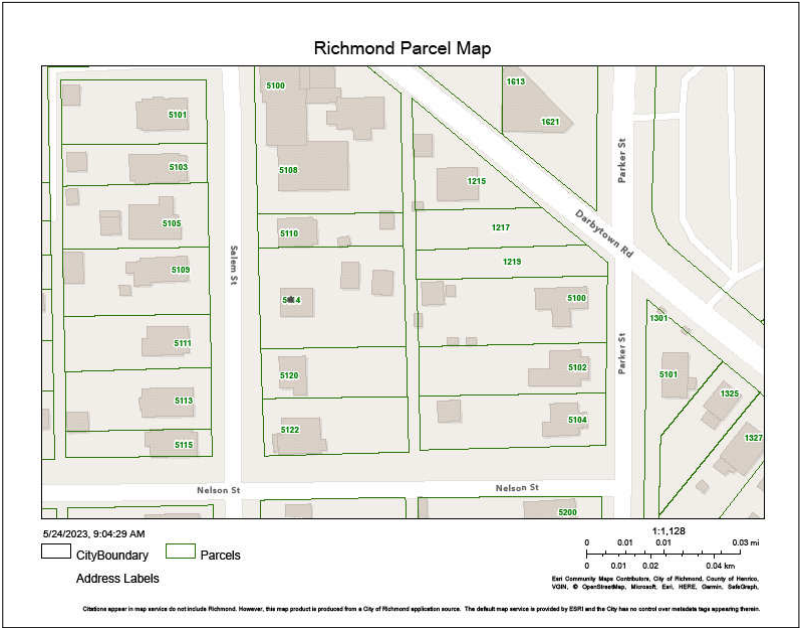 Richmond Parcel Map
1613
5100
5101
1621
Parker St
5103
5108
1215
5105
1217
Darbytown Rd
5110
Salem St
1219
5109
5100
1301
5111
Parker St
5102
5120
5101
5113
1325
5104
5122
5115
1327
Nelson St
Nelson St
5200
5/24/2023, 9:04:29 AM
CityBoundary
Parcels
Address Labels
1:1,128
0 0.01 0.01 0.03 mi
0 0.01 0.02 0.04 km
Esri Community Maps Contributors, City of Richmond, County of Henrico,
VGIN, © OpenStreetMap, Microsoft, Esri, HERE, Garmin, SafeGraph,
Citations appear in map service do not include Richmond. However, this map product is produced from a City of Richmond application source. The default map service is provided by ESRI and the City has no control over metadata tags appearing therein.